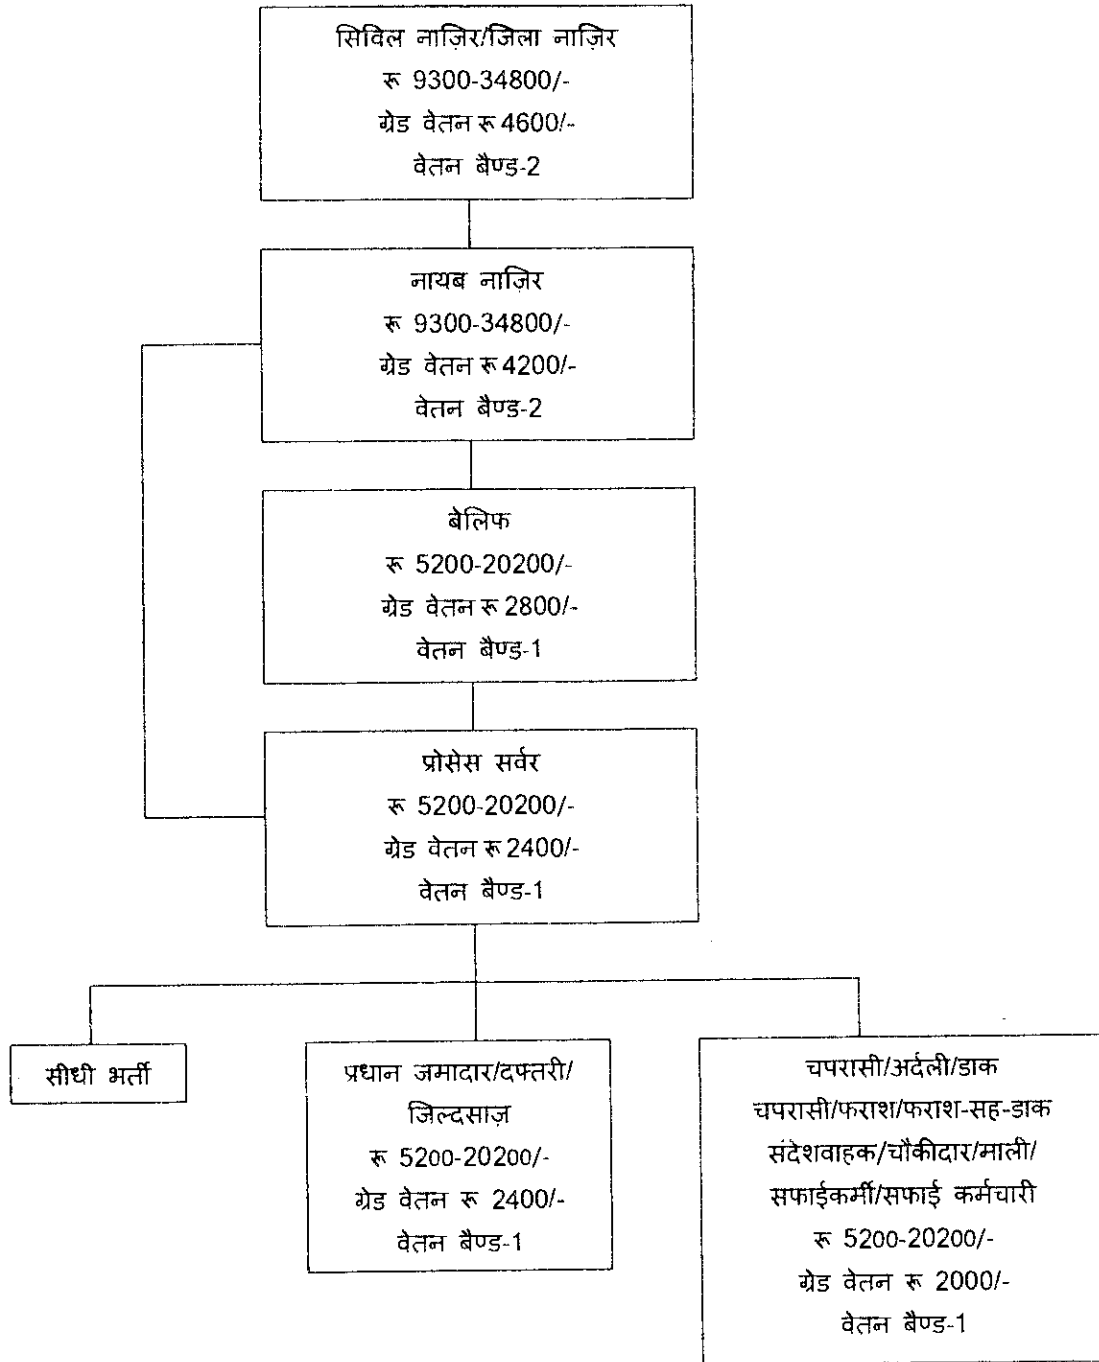 सिविल नाज़िर/जिला नाज़िर
रू 9300-34800/-
ग्रेड वेतन रू 4600/-
वेतन बैण्ड-2
नायब नाज़िर
रू 9300-34800/-
ग्रेड वेतन रू 4200/-
वेतन बैण्ड-2
बेलिफ
रू 5200-20200/-
ग्रेड वेतन रू 2800/-
वेतन बैण्ड-1
प्रोसेस सर्वर
रू 5200-20200/-
ग्रेड वेतन रू 2400/-
वेतन बैण्ड-1
सीधी भर्ती
प्रधान जमादार/दफ्तरी/
जिल्दसाज़
रू 5200-20200/-
ग्रेड वेतन रू 2400/-
वेतन बैण्ड-1
चपरासी/अर्दली/डाक
चपरासी/फराश/फराश-सह-डाक
संदेशवाहक/चौकीदार/माली/
सफाईकर्मी/सफाई कर्मचारी
रू 5200-20200/-
ग्रेड वेतन रू 2000/-
वेतन बैण्ड-1